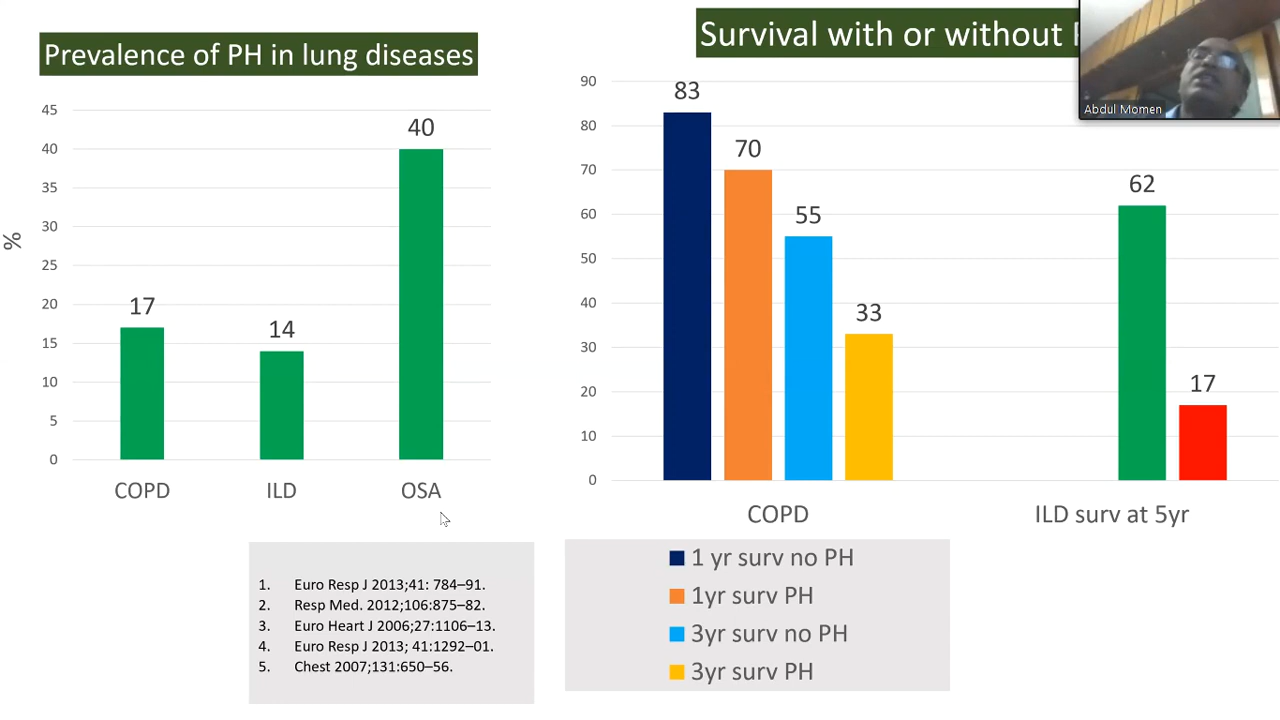 Prevalence of PH in lung diseases
45
40
35
30
25
20
15
10
5
0
%
17
14
40
COPD
ILD
OSA
1. Euro Resp J 2013;41: 784–91.
2. Resp Med. 2012;106:875–82.
3. Euro Heart J 2006;27:1106–13.
4. Euro Resp J 2013; 41:1292–01.
5. Chest 2007;131:650–56.
Survival with or without
Abdul Momen
90
80
70
60
50
40
30
20
10
0
83
70
55
33
62
17
COPD
ILD surv at 5yr
1 yr surv no PH
1yr surv PH
3yr surv no PH
3yr surv PH